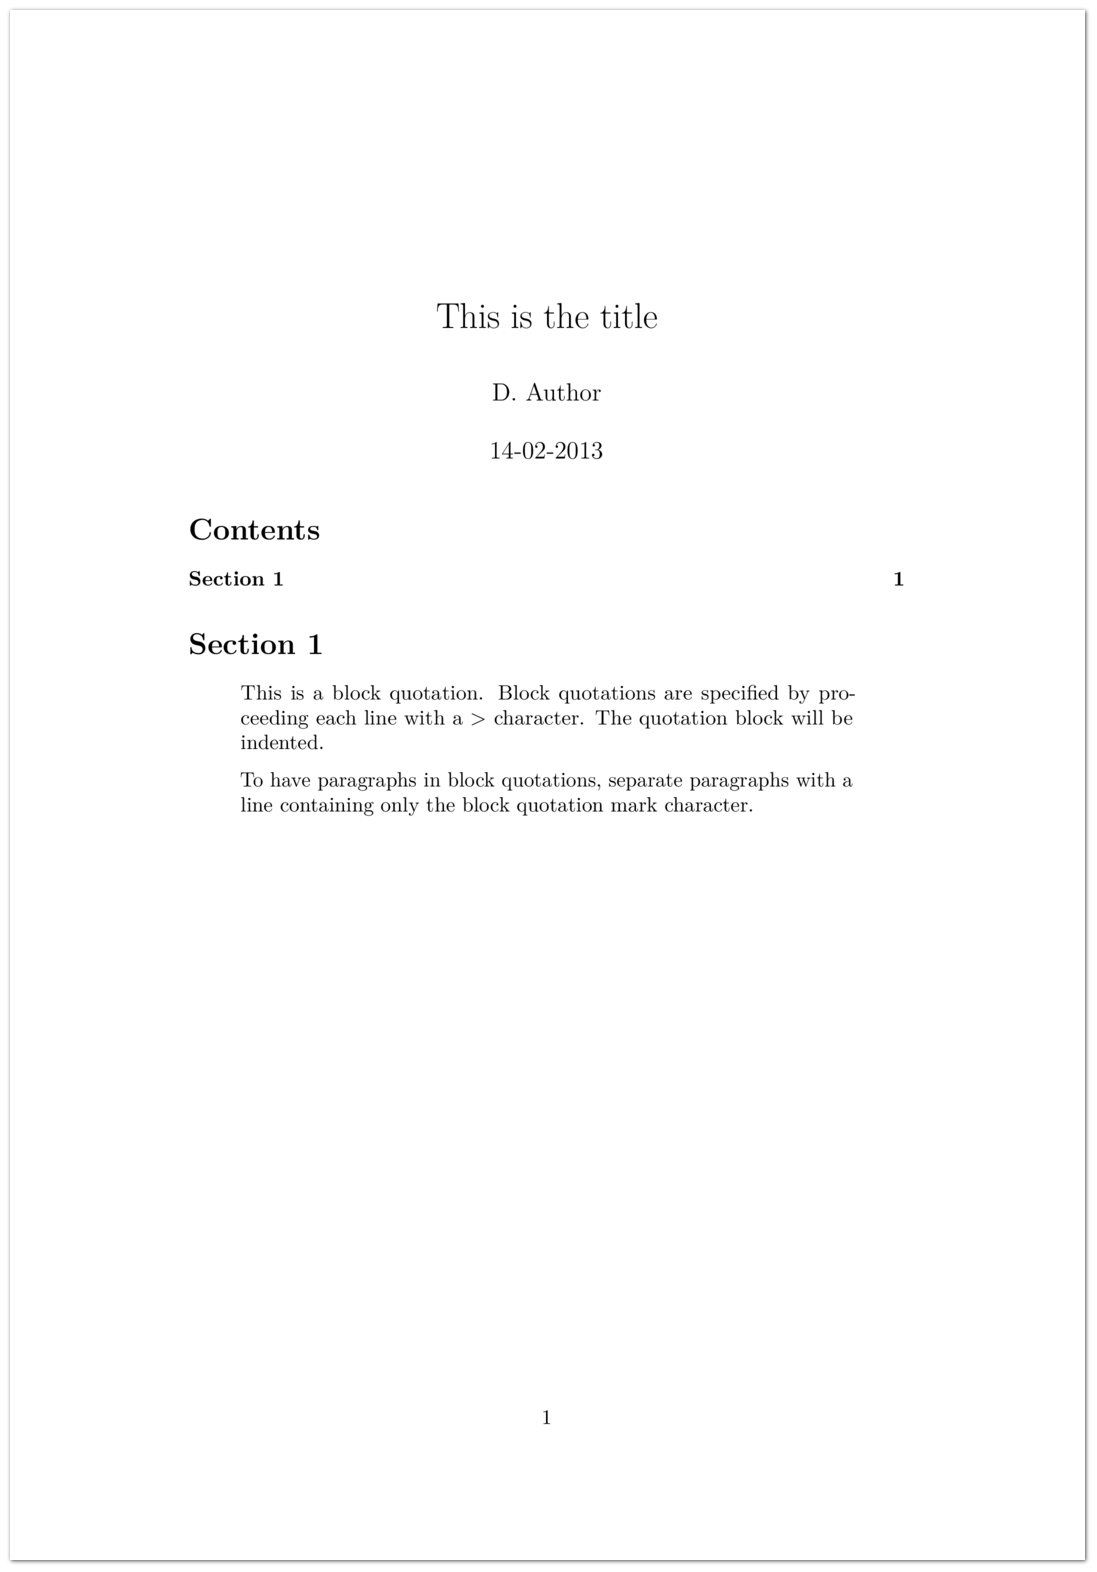 This is the title
D. Author
14-02-2013
Contents
Section 1 1
Section 1
This is a block quotation. Block quotations are specified by pro-
ceeding each line with a > character. The quotation block will be
indented.
To have paragraphs in block quotations, separate paragraphs with a
line containing only the block quotation mark character.
1